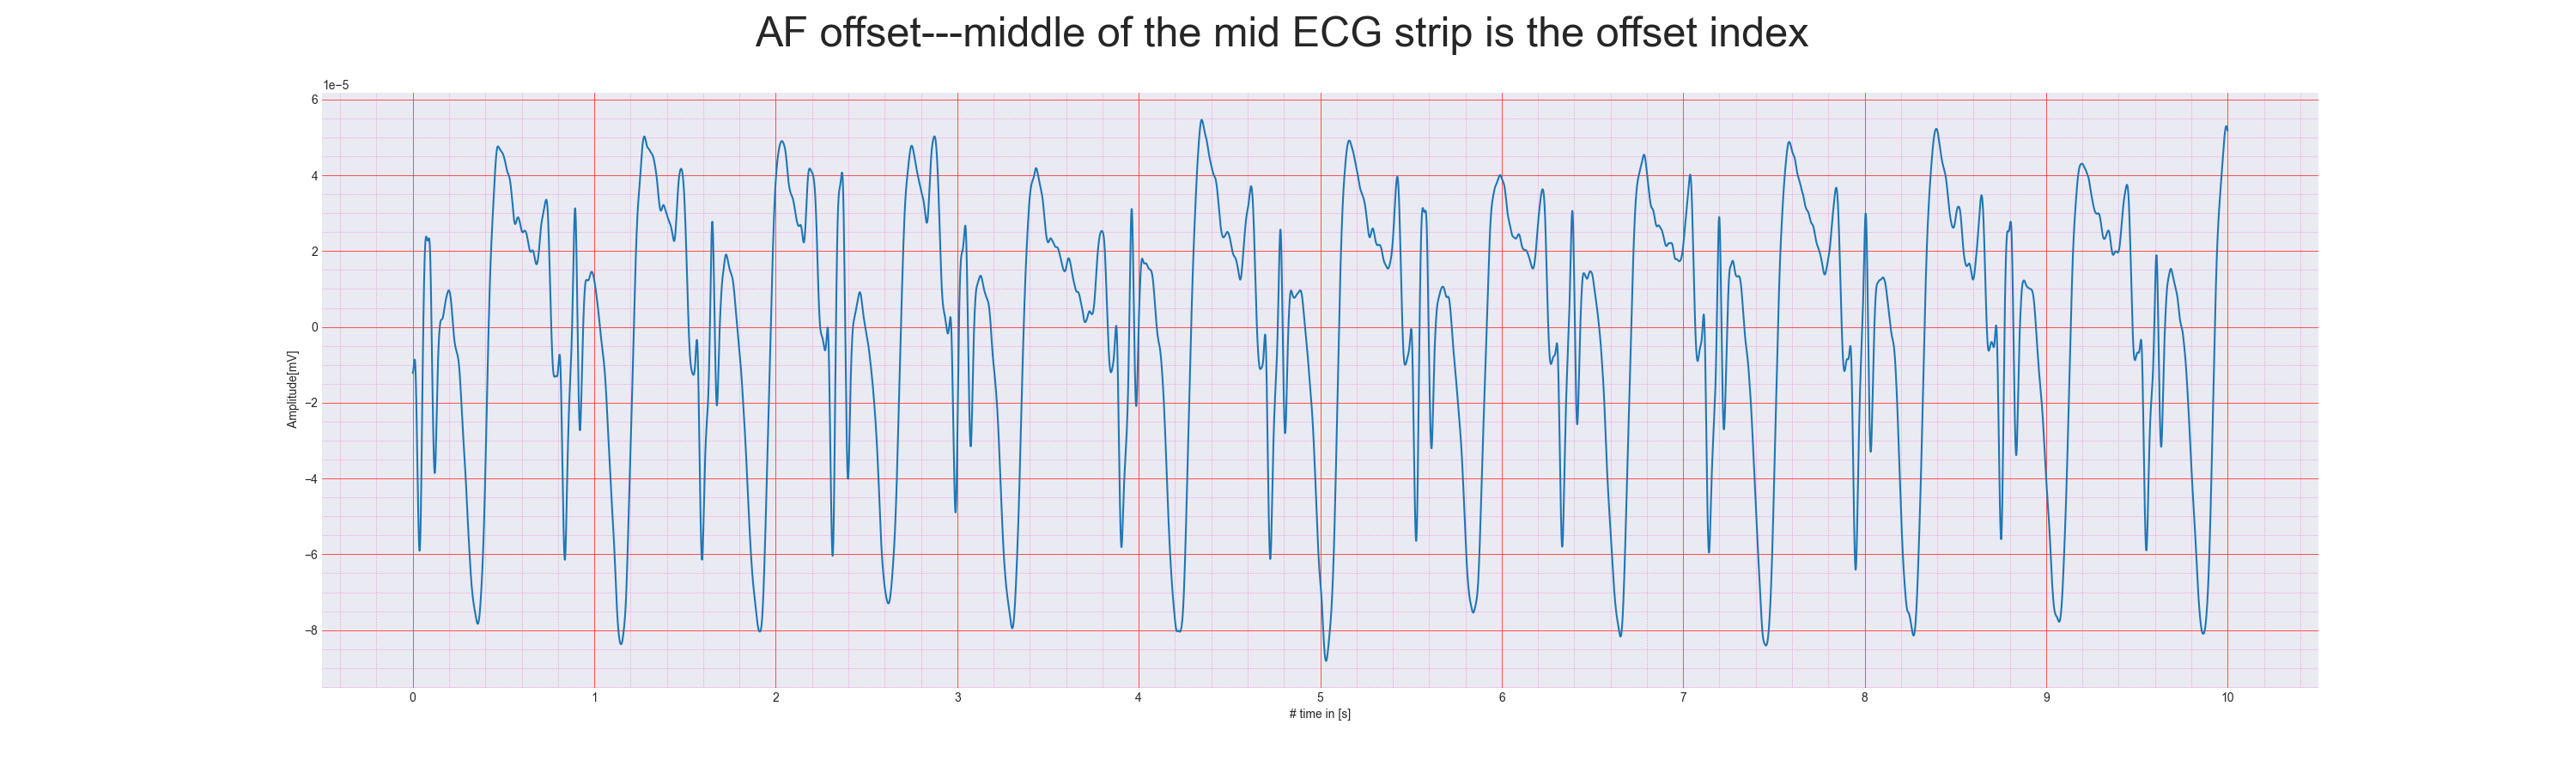 AF offset---middle of the mid ECG strip is the offset index
1e−5
6
4
2
0
−2
−4
−6
−8
Amplitude[mV]
0 1 2 3 4 5 6 7 8 9 10
# time in [s]